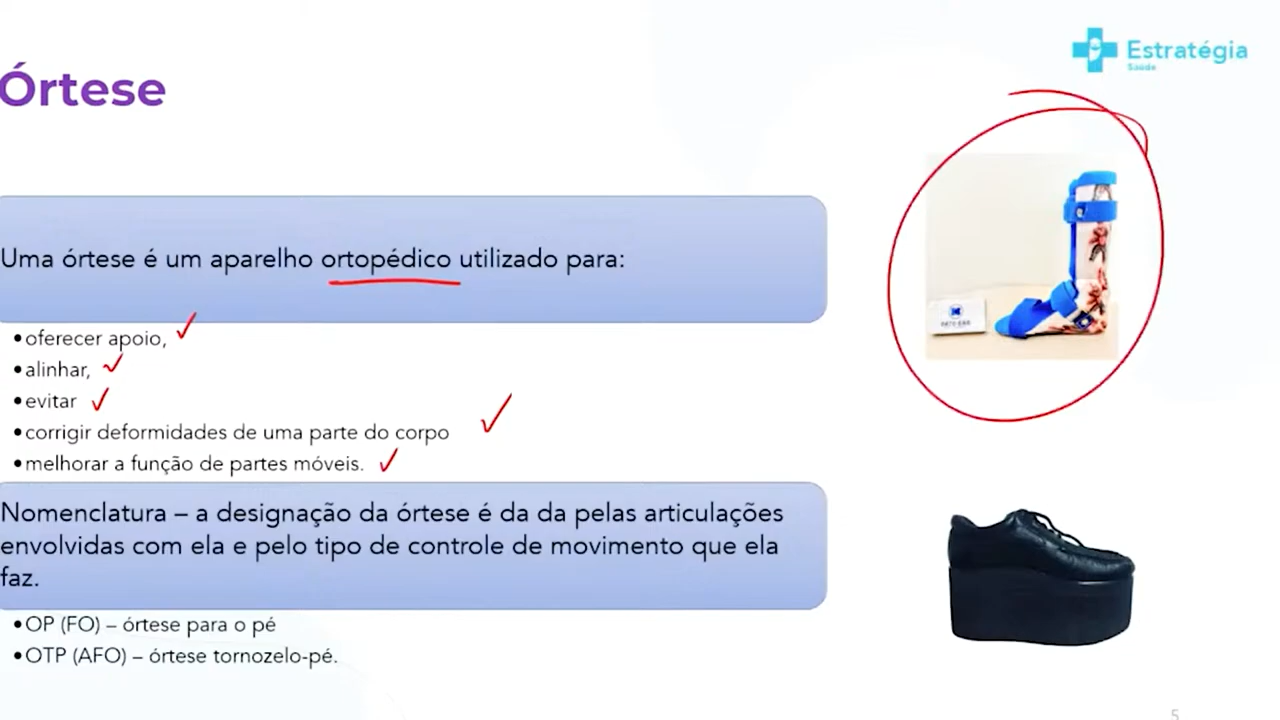 Estratégia
Saúde
Órtese
Uma órtese é um aparelho ortopédico utilizado para:
•oferecer apoio,
•alinhar,
•evitar
•corrigir deformidades de uma parte do corpo
•melhorar a função de partes móveis.
Nomenclatura – a designação da órtese é da da pelas articulações
envolvidas com ela e pelo tipo de controle de movimento que ela
faz.
•OP (FO) – órtese para o pé
•OTP (AFO) – órtese tornozelo-pé.
5